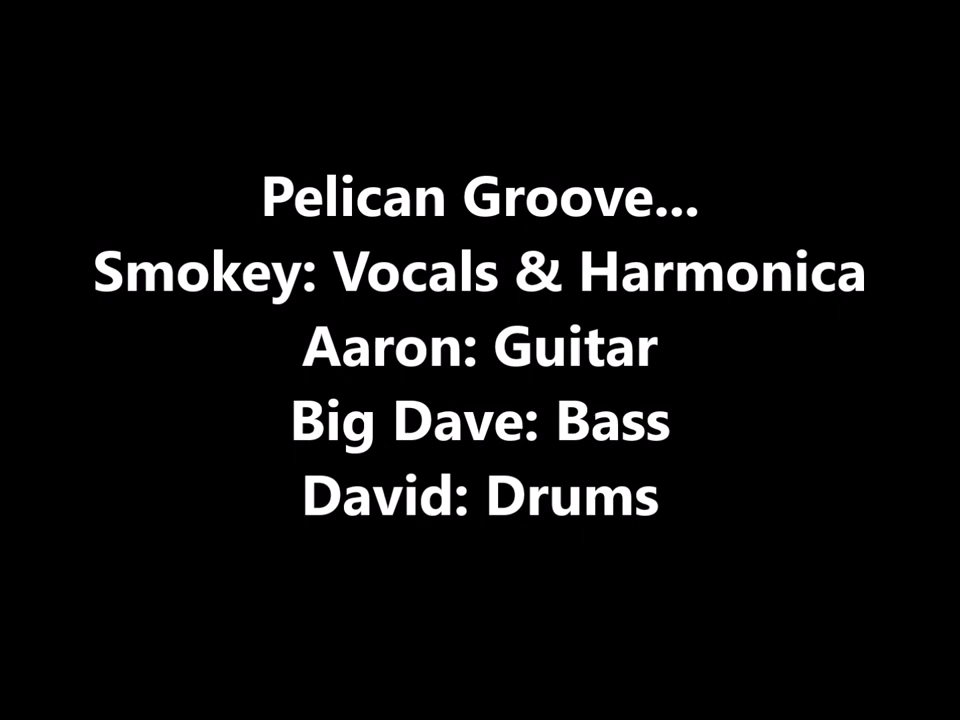 Pelican Groove...
Smokey: Vocals & Harmonica
Aaron: Guitar
Big Dave: Bass
David: Drums